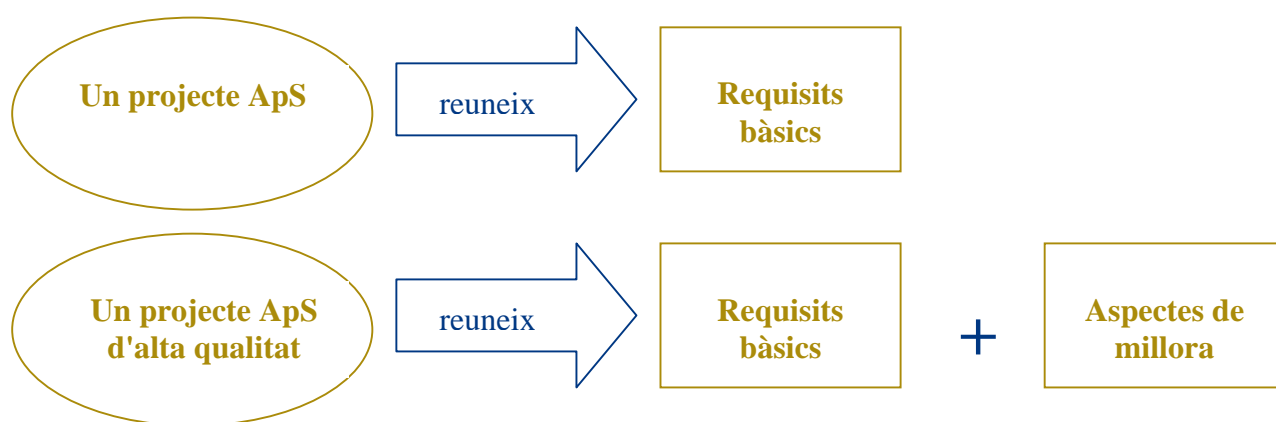 Un projecte ApS
reuneix
Requisits
bàsics
Un projecte ApS
d'alta qualitat
reuneix
Requisits
bàsics
+
Aspectes de
millora